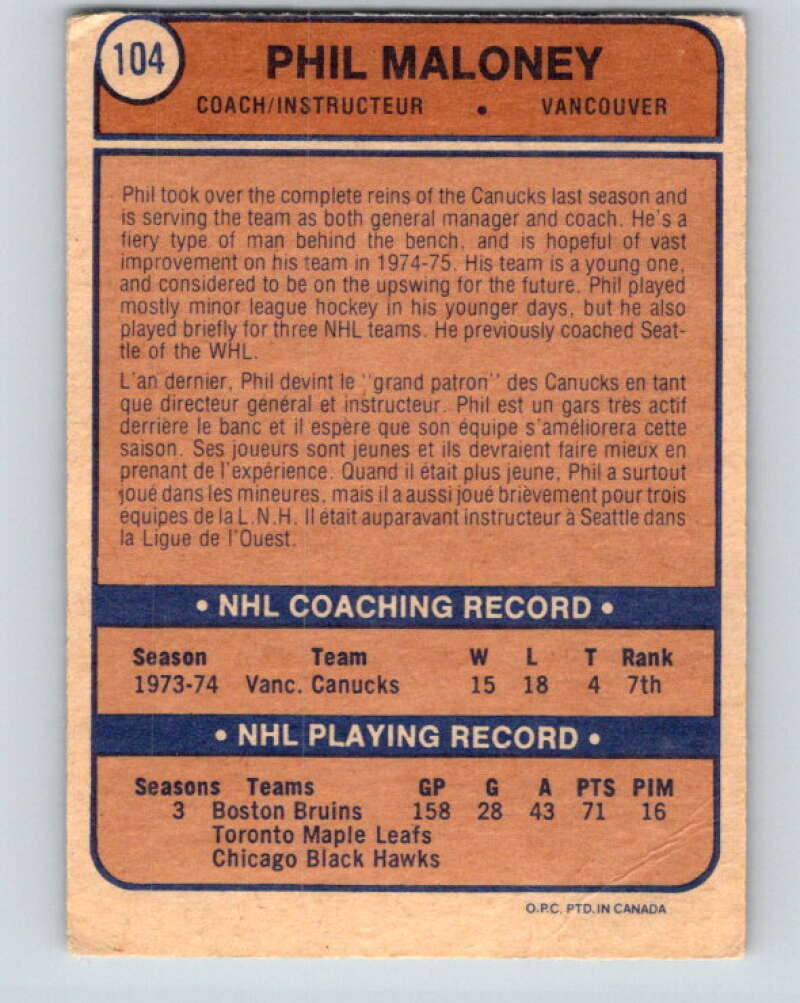 104
PHIL MALONEY
COACH/INSTRUCTEUR • VANCOUVER
Phil took over the complete reins of the Canucks last season and
is serving the team as both general manager and coach. He's a
fiery type of man behind the bench, and is hopeful of vast
improvement on his team in 1974-75. His team is a young one,
and considered to be on the upswing for the future. Phil played
mostly minor league hockey in his younger days, but he also
played briefly for three NHL teams. He previously coached Seat-
tle of the WHL.
L'an dernier, Phil devint le "grand patron" des Canucks en tant
que directeur général et instructeur. Phil est un gars très actif
derrière le banc et il espère que son équipe s'améliorera cette
saison. Ses joueurs sont jeunes et ils devraient faire mieux en
prenant de l'expérience. Quand il était plus jeune, Phil a surtout
joué dans les mineures, mais il a aussi joué brièvement pour trois
équipes de la L.N.H. Il était auparavant instructeur à Seattle dans
la Ligue de l'Ouest.
• NHL COACHING RECORD •
Season Team W L T Rank
1973-74 Vanc. Canucks 15 18 4 7th
• NHL PLAYING RECORD •
Seasons Teams GP G A PTS PIM
3 Boston Bruins 158 28 43 71 16
Toronto Maple Leafs
Chicago Black Hawks
O.P.C. PTD. IN CANADA